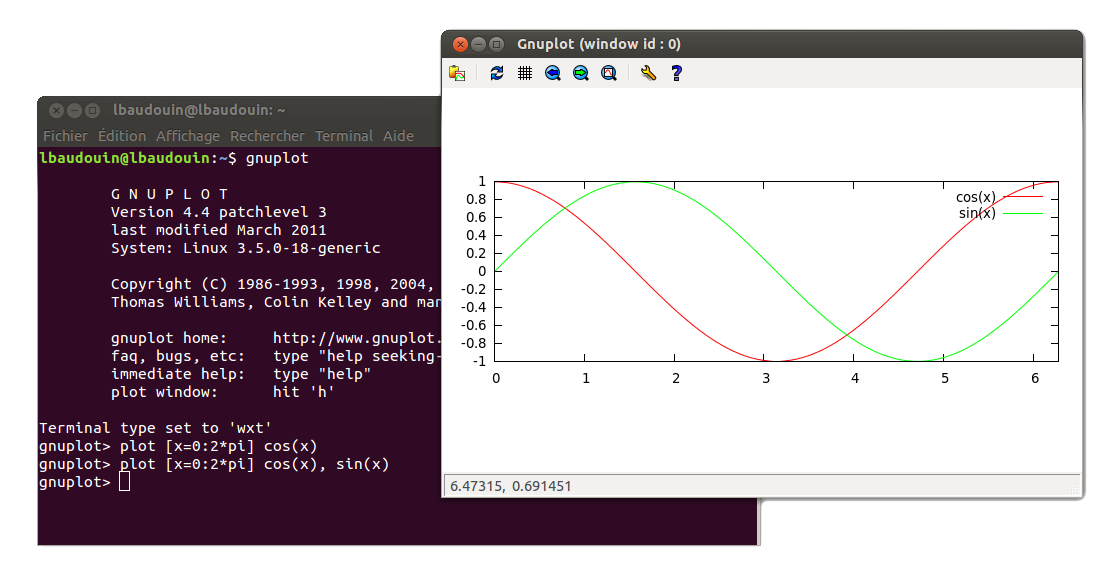 lbaudouin@lbaudouin: ~
Fichier Édition Affichage Rechercher Terminal Aide
lbaudouin@lbaudouin:~$ gnuplot
G N U P L O T
Version 4.4 patchlevel 3
last modified March 2011
System: Linux 3.5.0-18-generic
Copyright (C) 1986-1993, 1998, 2004,
Thomas Williams, Colin Kelley and
gnuplot home: http://www.gnuplot.
faq, bugs, etc: type "help seeking-
immediate help: type "help"
plot window: hit 'h'
Terminal type set to 'wxt'
gnuplot> plot [x=0:2*pi] cos(x)
gnuplot> plot [x=0:2*pi] cos(x), sin(x)
gnuplot>
Gnuplot (window id : 0)
1
0.8
0.6
0.4
0.2
0
-0.2
-0.4
-0.6
-0.8
-1
0 1 2 3 4 5 6
cos(x)
sin(x)
6.47315, 0.691451